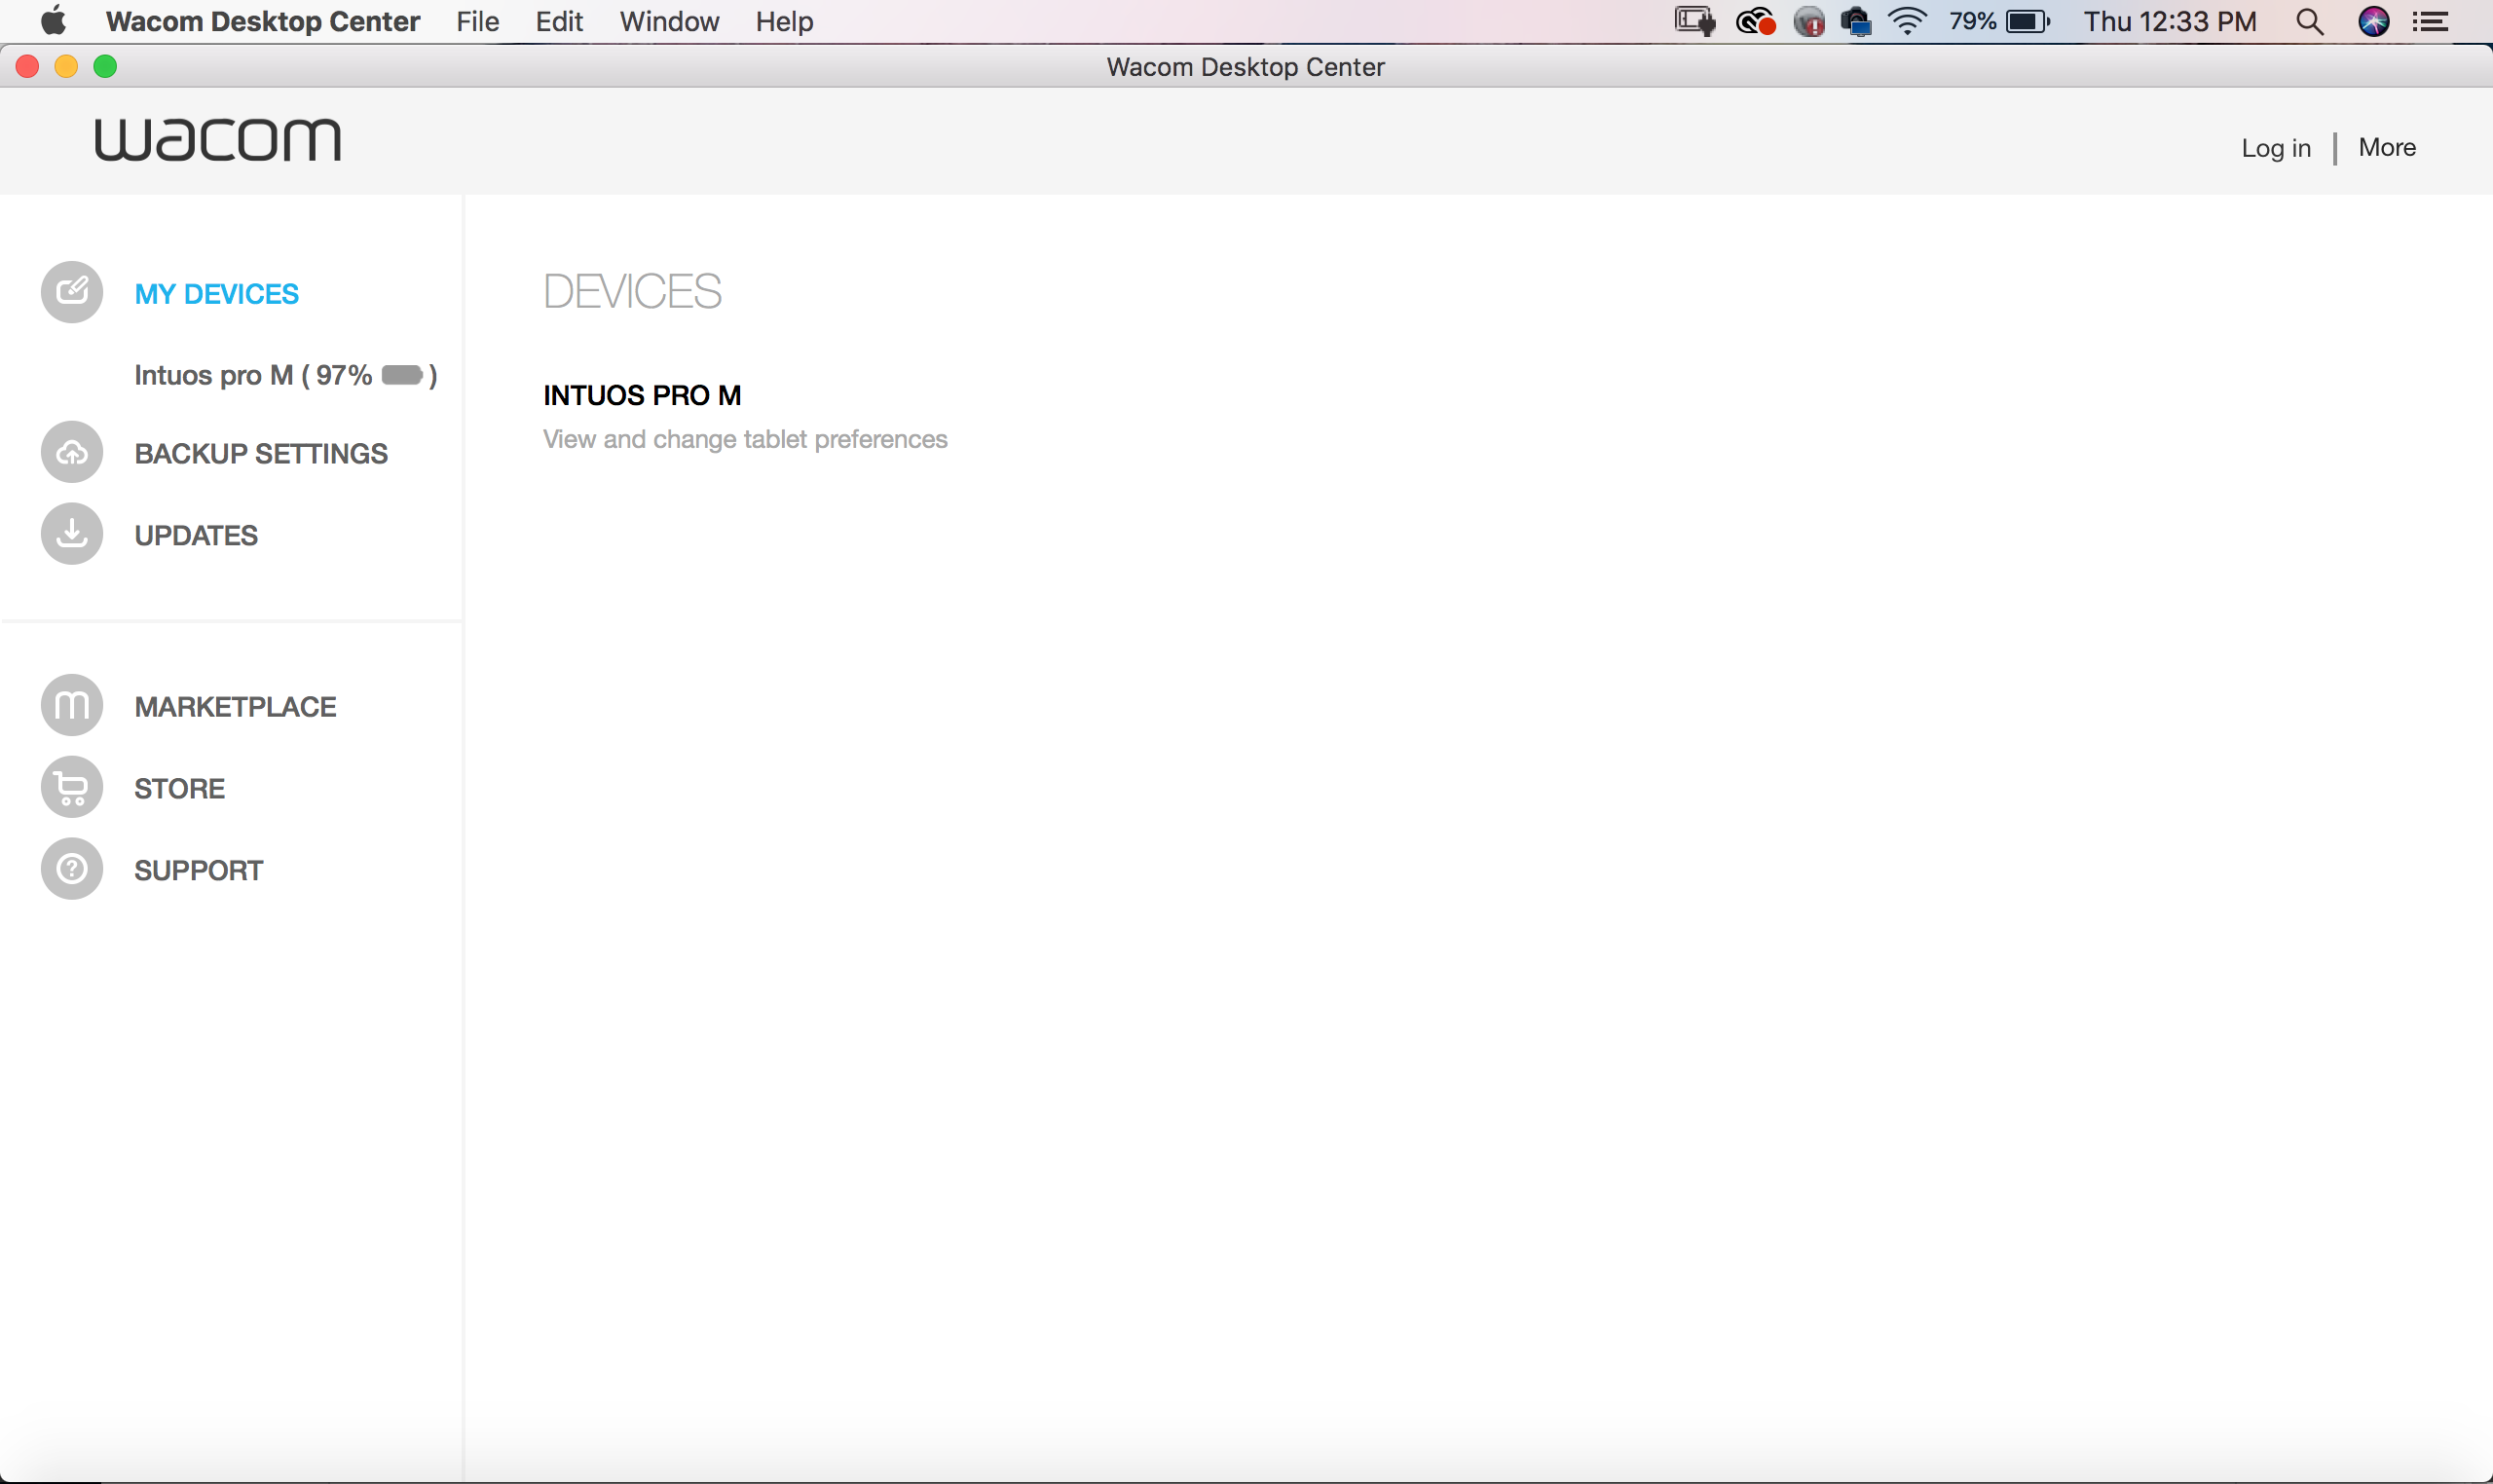 Wacom Desktop Center File Edit Window Help 79% Thu 12:33 PM
Wacom Desktop Center
wacom
Log in | More
MY DEVICES
Intuos pro M ( 97% )
BACKUP SETTINGS
UPDATES
MARKETPLACE
STORE
SUPPORT
DEVICES
INTUOS PRO M
View and change tablet preferences